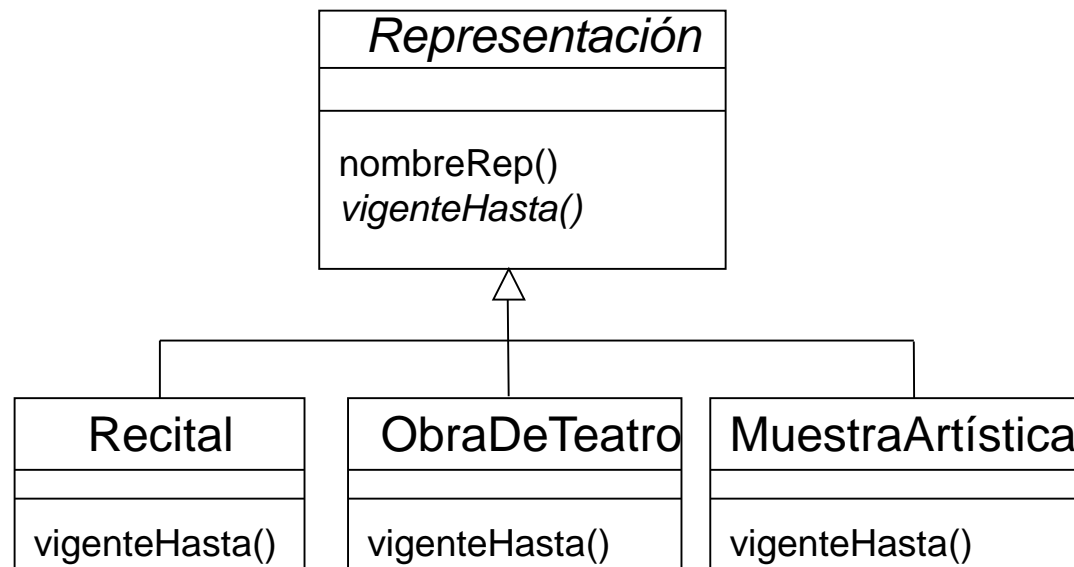 Representación
nombreRep()
vigenteHasta()
Recital
ObraDeTeatro
MuestraArtística
vigenteHasta()
vigenteHasta()
vigenteHasta()